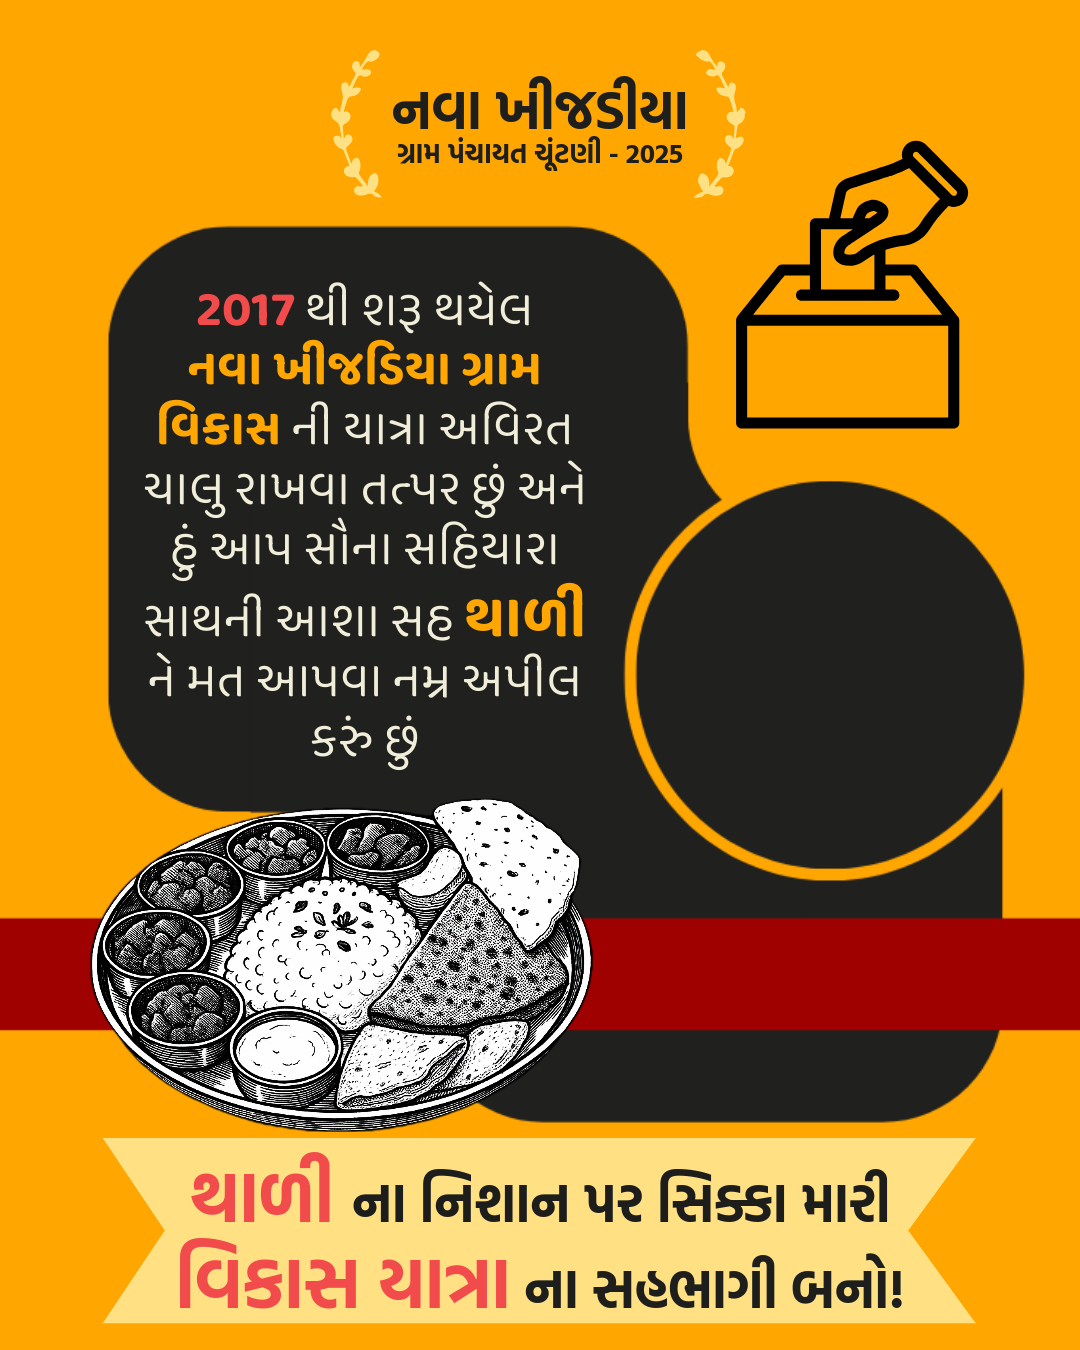 નવા ખીજડીયા
ગ્રામ પંચાયત ચૂંટણી - 2025
2017 થી શરૂ થયેલ
નવા ખીજડિયા ગ્રામ
વિકાસ ની યાત્રા અવિરત
ચાલુ રાખવા તત્પર છું અને
હું આપ સૌના સહિયારા
સાથની આશા સહ થાળી
ને મત આપવા નમ્ર અપીલ
કરું છું
થાળી ના નિશાન પર સિક્કા મારી
વિકાસ યાત્રા ના સહભાગી બનો!